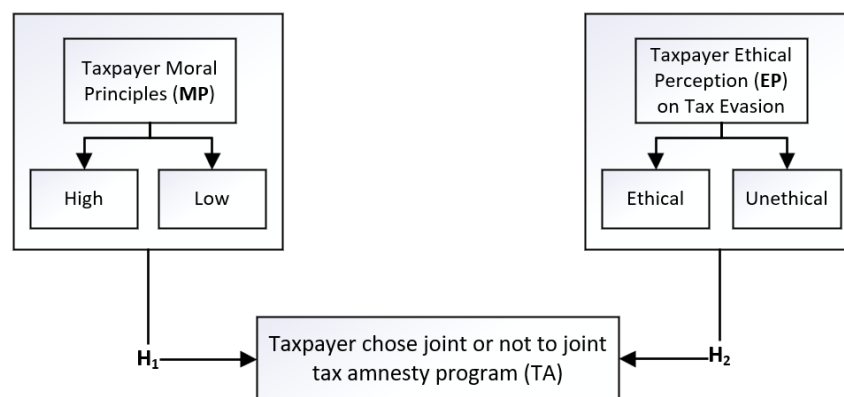 Taxpayer Moral
Principles (MP)
High
Low
Taxpayer Ethical
Perception (EP)
on Tax Evasion
Ethical
Unethical
H₁
Taxpayer chose joint or not to joint
tax amnesty program (TA)
H₂